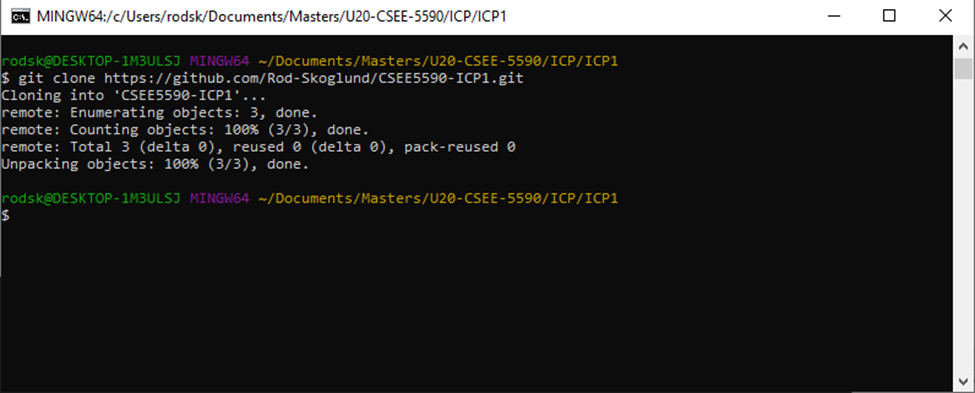 MINGW64:/c/Users/rodsk/Documents/Masters/U20-CSEE-5590/ICP/ICP1
rodsk@DESKTOP-1M3ULSJ MINGW64 ~/Documents/Masters/U20-CSEE-5590/ICP/ICP1
$ git clone https://github.com/Rod-Skoglund/CSEE5590-ICP1.git
Cloning into 'CSEE5590-ICP1'...
remote: Enumerating objects: 3, done.
remote: Counting objects: 100% (3/3), done.
remote: Total 3 (delta 0), reused 0 (delta 0), pack-reused 0
Unpacking objects: 100% (3/3), done.
rodsk@DESKTOP-1M3ULSJ MINGW64 ~/Documents/Masters/U20-CSEE-5590/ICP/ICP1
$